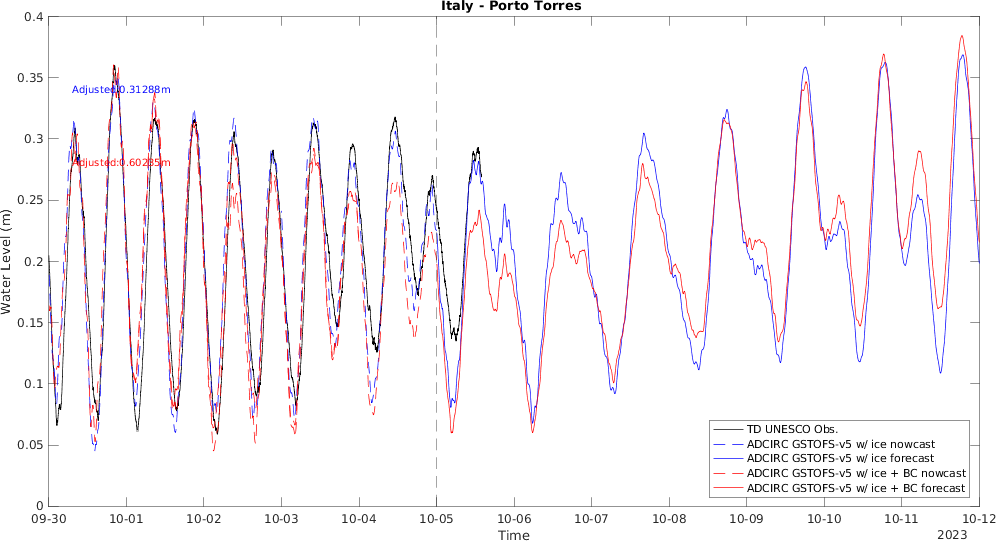 Italy - Porto Torres
0.4
0.35
0.3
0.25
0.2
0.15
0.1
0.05
0
Water Level (m)
Adjusted:0.31288m
Adjusted:0.60235m
TD UNESCO Obs.
ADCIRC GSTOFS-v5 w/ ice nowcast
ADCIRC GSTOFS-v5 w/ ice forecast
ADCIRC GSTOFS-v5 w/ ice + BC nowcast
ADCIRC GSTOFS-v5 w/ ice + BC forecast
09-30 10-01 10-02 10-03 10-04 10-05 10-06 10-07 10-08 10-09 10-10 10-11 10-12
Time
2023